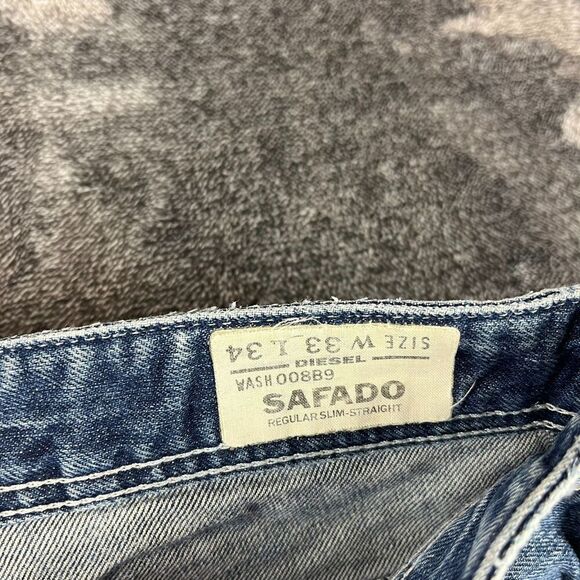 SIZE W 33 L 34
DIESEL
WASH 008B9
SAFADO
REGULAR SLIM-STRAIGHT